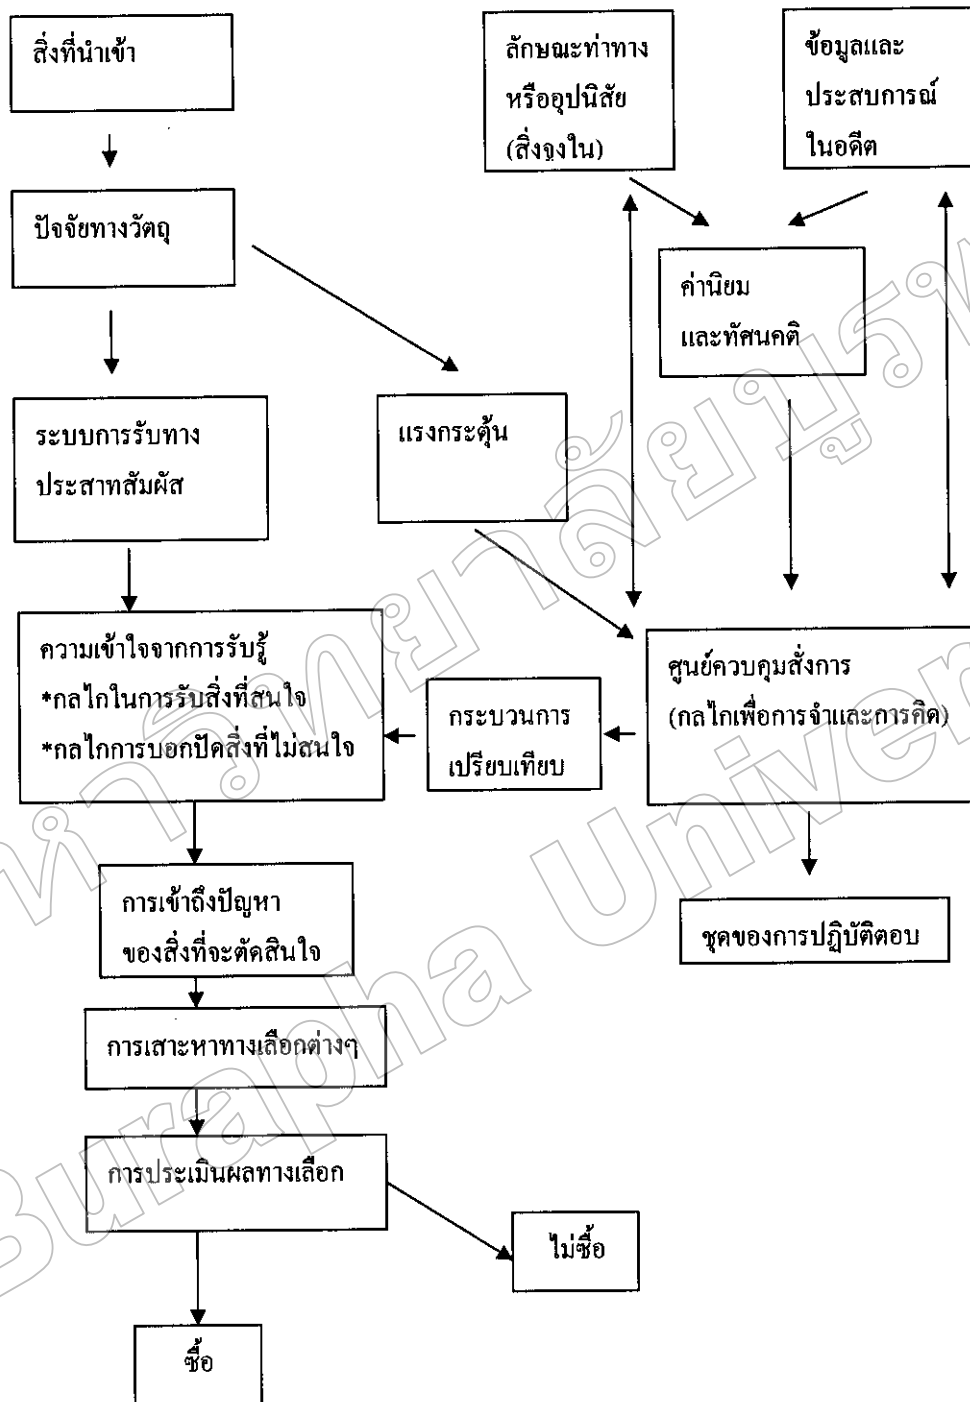 สิ่งที่นำเข้า
ลักษณะท่าทาง
หรืออุปนิสัย
(สิ่งจูงใน)
ข้อมูลและ
ประสบการณ์
ในอดีต
ปัจจัยทางวัตถุ
ค่านิยม
และทัศนคติ
ระบบการรับทาง
ประสาทสัมผัส
แรงกระตุ้น
ความเข้าใจจากการรับรู้
*กลไกในการรับสิ่งที่สนใจ
*กลไกการบอกปัดสิ่งที่ไม่สนใจ
กระบวนการ
เปรียบเทียบ
ศูนย์ควบคุมสั่งการ
(กลไกเพื่อการจำและการคิด)
การเข้าถึงปัญหา
ของสิ่งที่จะตัดสินใจ
ชุดของการปฏิบัติตอบ
การเสาะหาทางเลือกต่างๆ
การประเมินผลทางเลือก
ไม่ซื้อ
ซื้อ
หาวิทยาลัยบูรพ
Burapha Univer